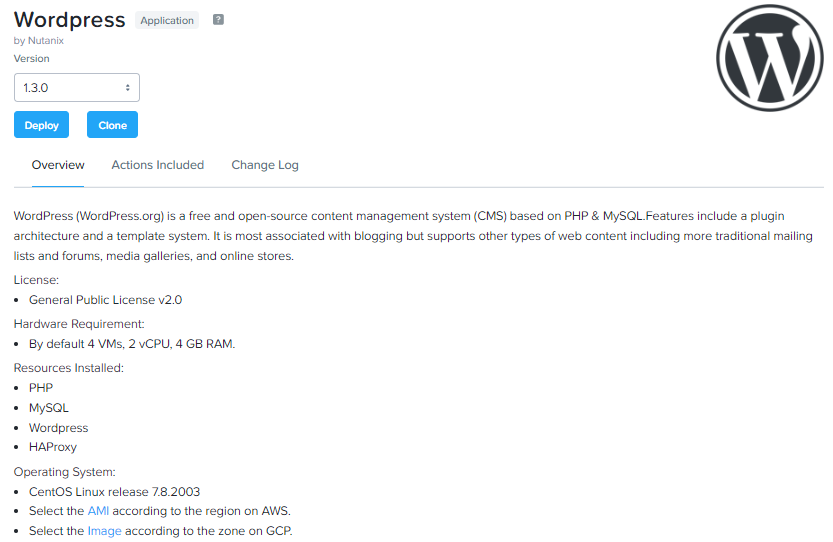 Wordpress Application ?
by Nutanix
Version
1.3.0
Deploy Clone
Overview Actions Included Change Log
WordPress (WordPress.org) is a free and open-source content management system (CMS) based on PHP & MySQL.Features include a plugin
architecture and a template system. It is most associated with blogging but supports other types of web content including more traditional mailing
lists and forums, media galleries, and online stores.
License:
• General Public License v2.0
Hardware Requirement:
• By default 4 VMs, 2 vCPU, 4 GB RAM.
Resources Installed:
• PHP
• MySQL
• Wordpress
• HAProxy
Operating System:
• CentOS Linux release 7.8.2003
• Select the AMI according to the region on AWS.
• Select the Image according to the zone on GCP.